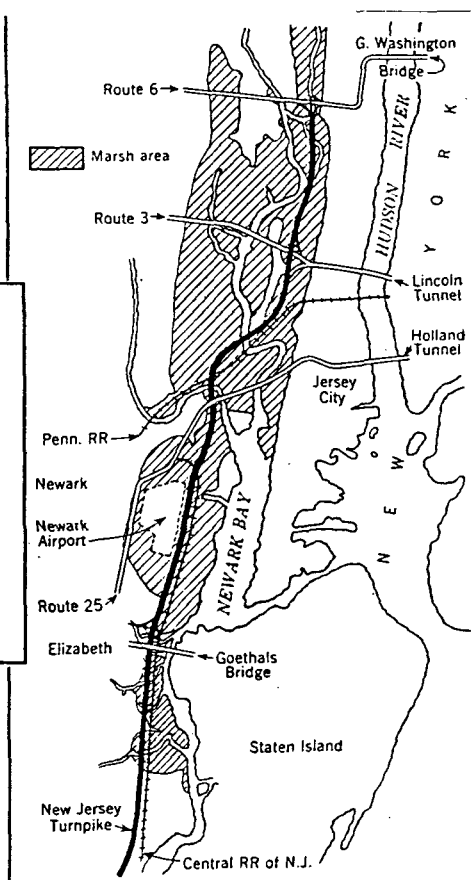 G. Washington
Bridge
Route 6
HUDSON RIVER
NEW YORK
Marsh area
Route 3
Lincoln
Tunnel
Holland
Tunnel
Jersey
City
Penn. RR
Newark
Newark
Airport
NEWARK BAY
Route 25
Elizabeth
Goethals
Bridge
Staten Island
New Jersey
Turnpike
Central RR of N.J.